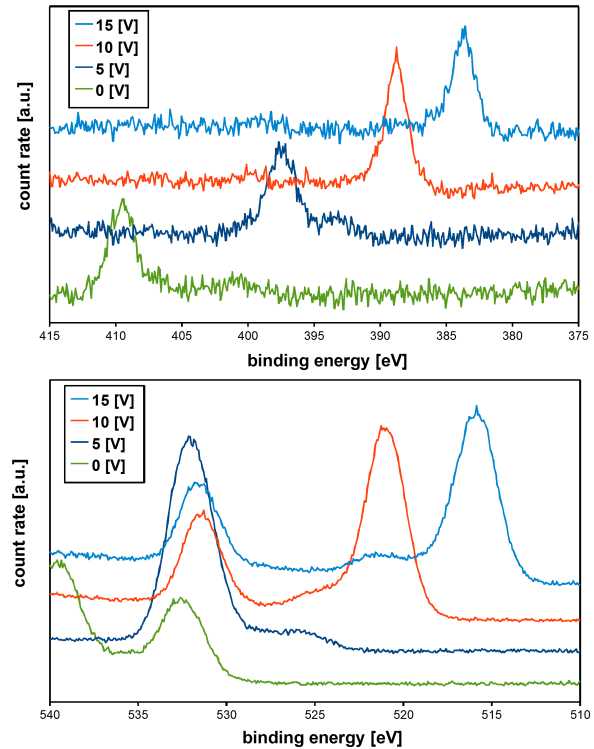 15 [V]
10 [V]
5 [V]
0 [V]
count rate [a.u.]
415 410 405 400 395 390 385 380 375
binding energy [eV]
15 [V]
10 [V]
5 [V]
0 [V]
count rate [a.u.]
540 535 530 525 520 515 510
binding energy [eV]